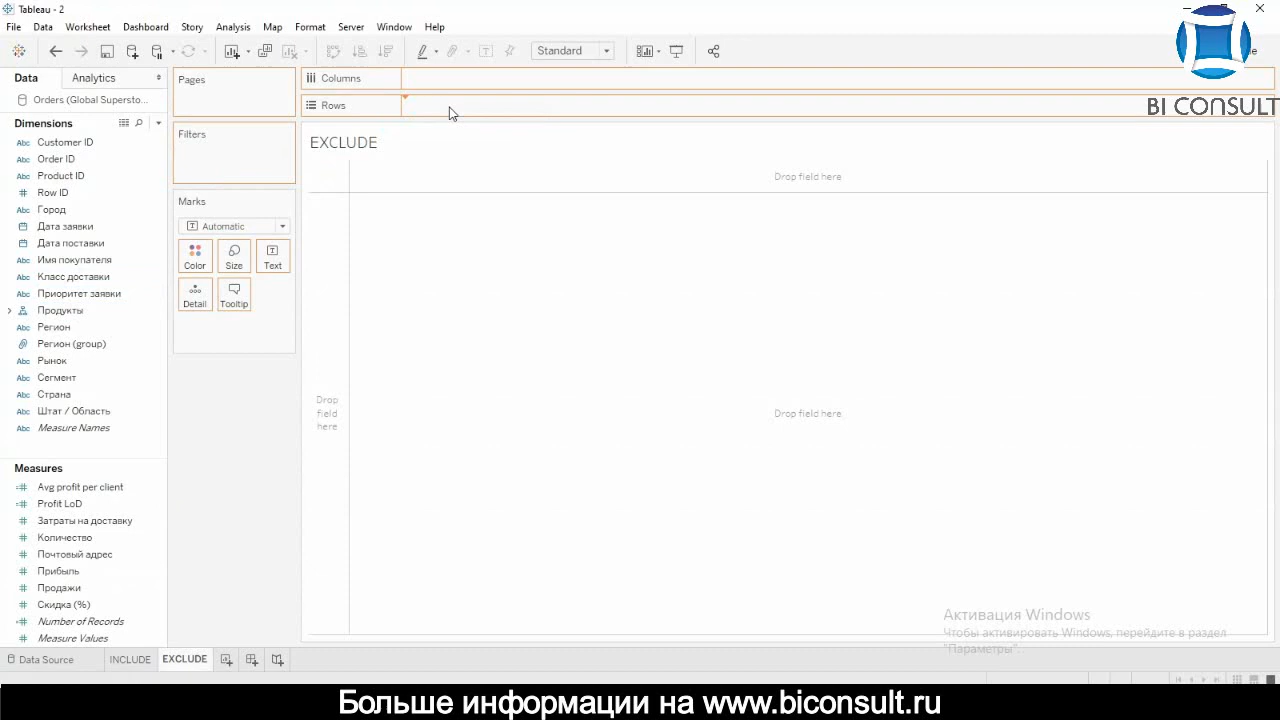 Tableau - 2
File Data Worksheet Dashboard Story Analysis Map Format Server Window Help
Standard
Data Analytics
Pages
Columns
Orders (Global Supersto...
Rows
BI CONSULT
Dimensions
Filters
EXCLUDE
Customer ID
Order ID
Product ID
Row ID
Город
Дата заявки
Дата поставки
Имя покупателя
Класс доставки
Приоритет заявки
Продукты
Регион
Регион (group)
Рынок
Сегмент
Страна
Штат / Область
Measure Names
Marks
Automatic
Color Size Text
Detail Tooltip
Drop field here
Drop
field
here
Drop field here
Measures
Avg profit per client
Profit LoD
Затраты на доставку
Количество
Почтовый адрес
Прибыль
Продажи
Скидка (%)
Number of Records
Measure Values
Активация Windows
Чтобы активировать Windows, перейдите в раздел
"Параметры".
Data Source INCLUDE EXCLUDE
Больше информации на www.biconsult.ru